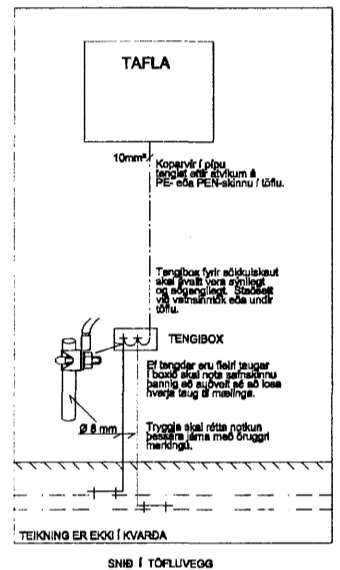 TAFLA
10mm²
Koparvír í pípu
tengist eftir atvikum á
PE- eða PEN-skinnu í töflu.
Tengibox fyrir sökkulskaut
skal ávallt vera sýnilegt
og aðgengilegt. Staðsett
við vatnsinntök eða undir
töflu.
TENGIBOX
Ef tengdar eru fleiri taugar
í boxið skal nota safnskinnu
þannig að auðvelt sé að losa
hverja taug til mælinga.
Ø 8 mm
Tryggja skal rétta notkun
þessara járna með öruggri
merkingu.
TEIKNING ER EKKI Í KVARÐA
SNIÐ Í TÖFLUVEGG